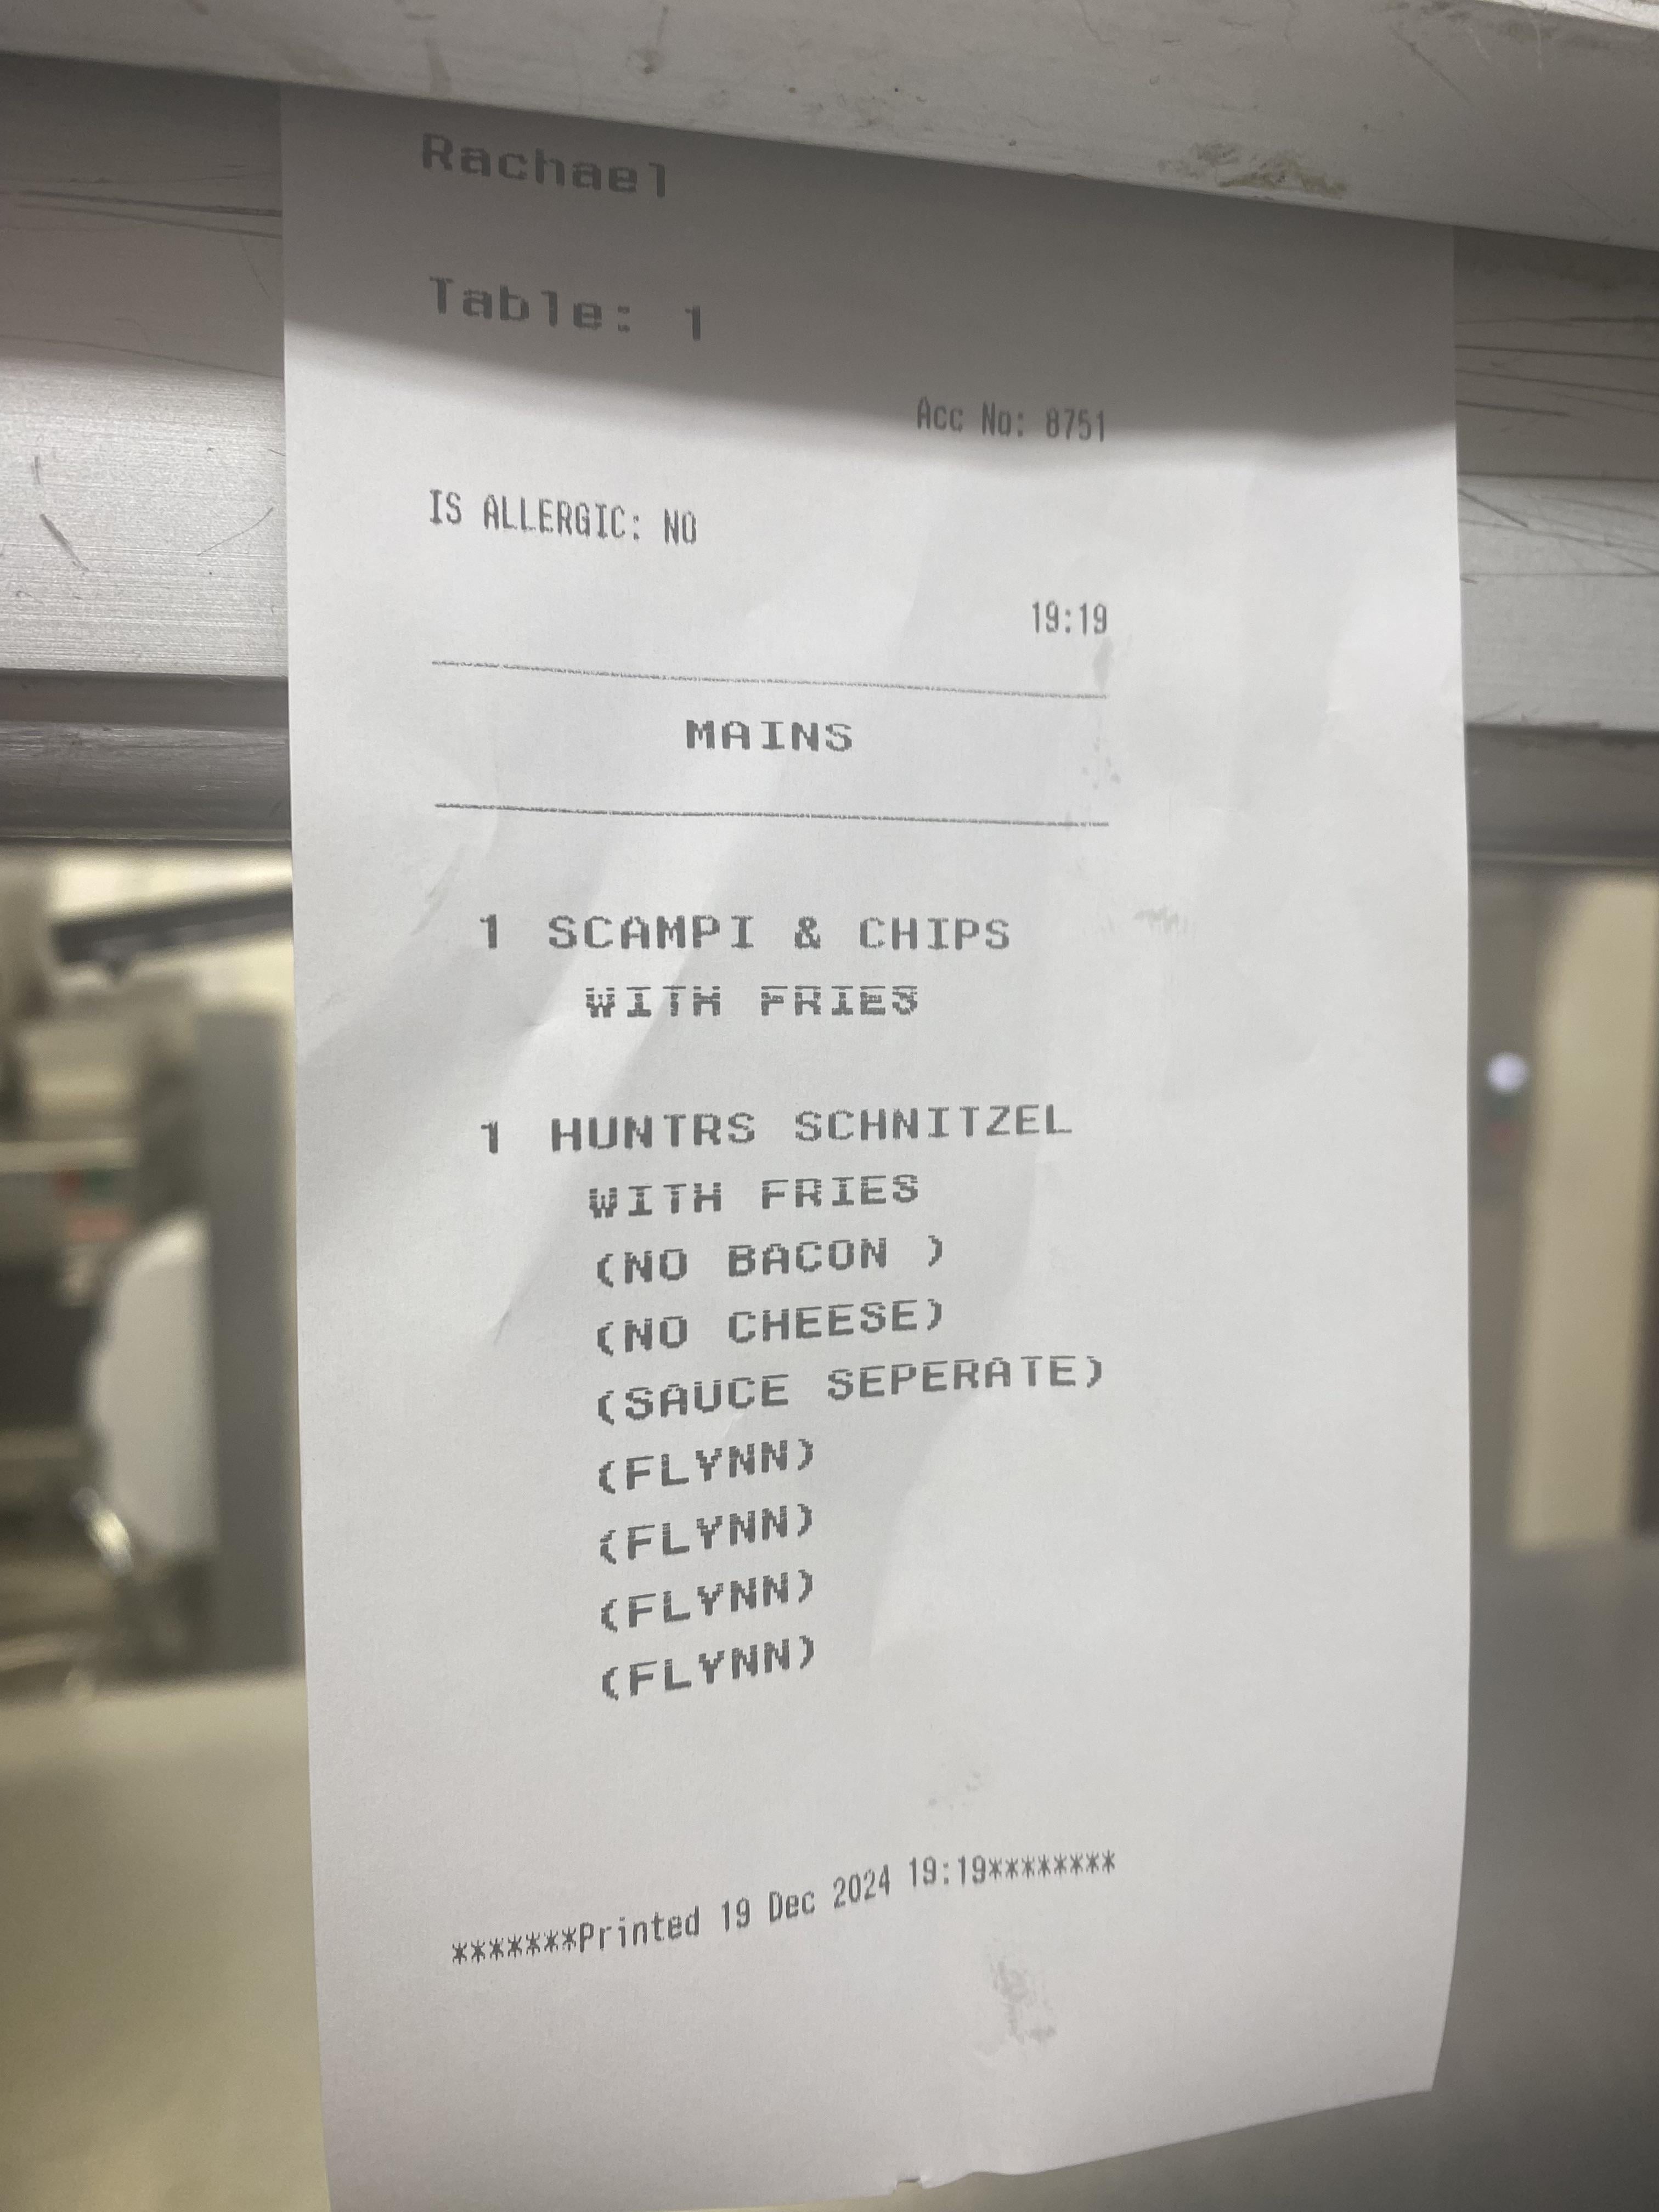 Rachael
Table: 1
Acc No: 8751
IS ALLERGIC: NO
19:19
MAINS
1 SCAMPI & CHIPS
WITH FRIES
1 HUNTRS SCHNITZEL
WITH FRIES
(NO BACON )
(NO CHEESE)
(SAUCE SEPERATE)
(FLYNN)
(FLYNN)
(FLYNN)
(FLYNN)
*******Printed 19 Dec 2024 19:19********